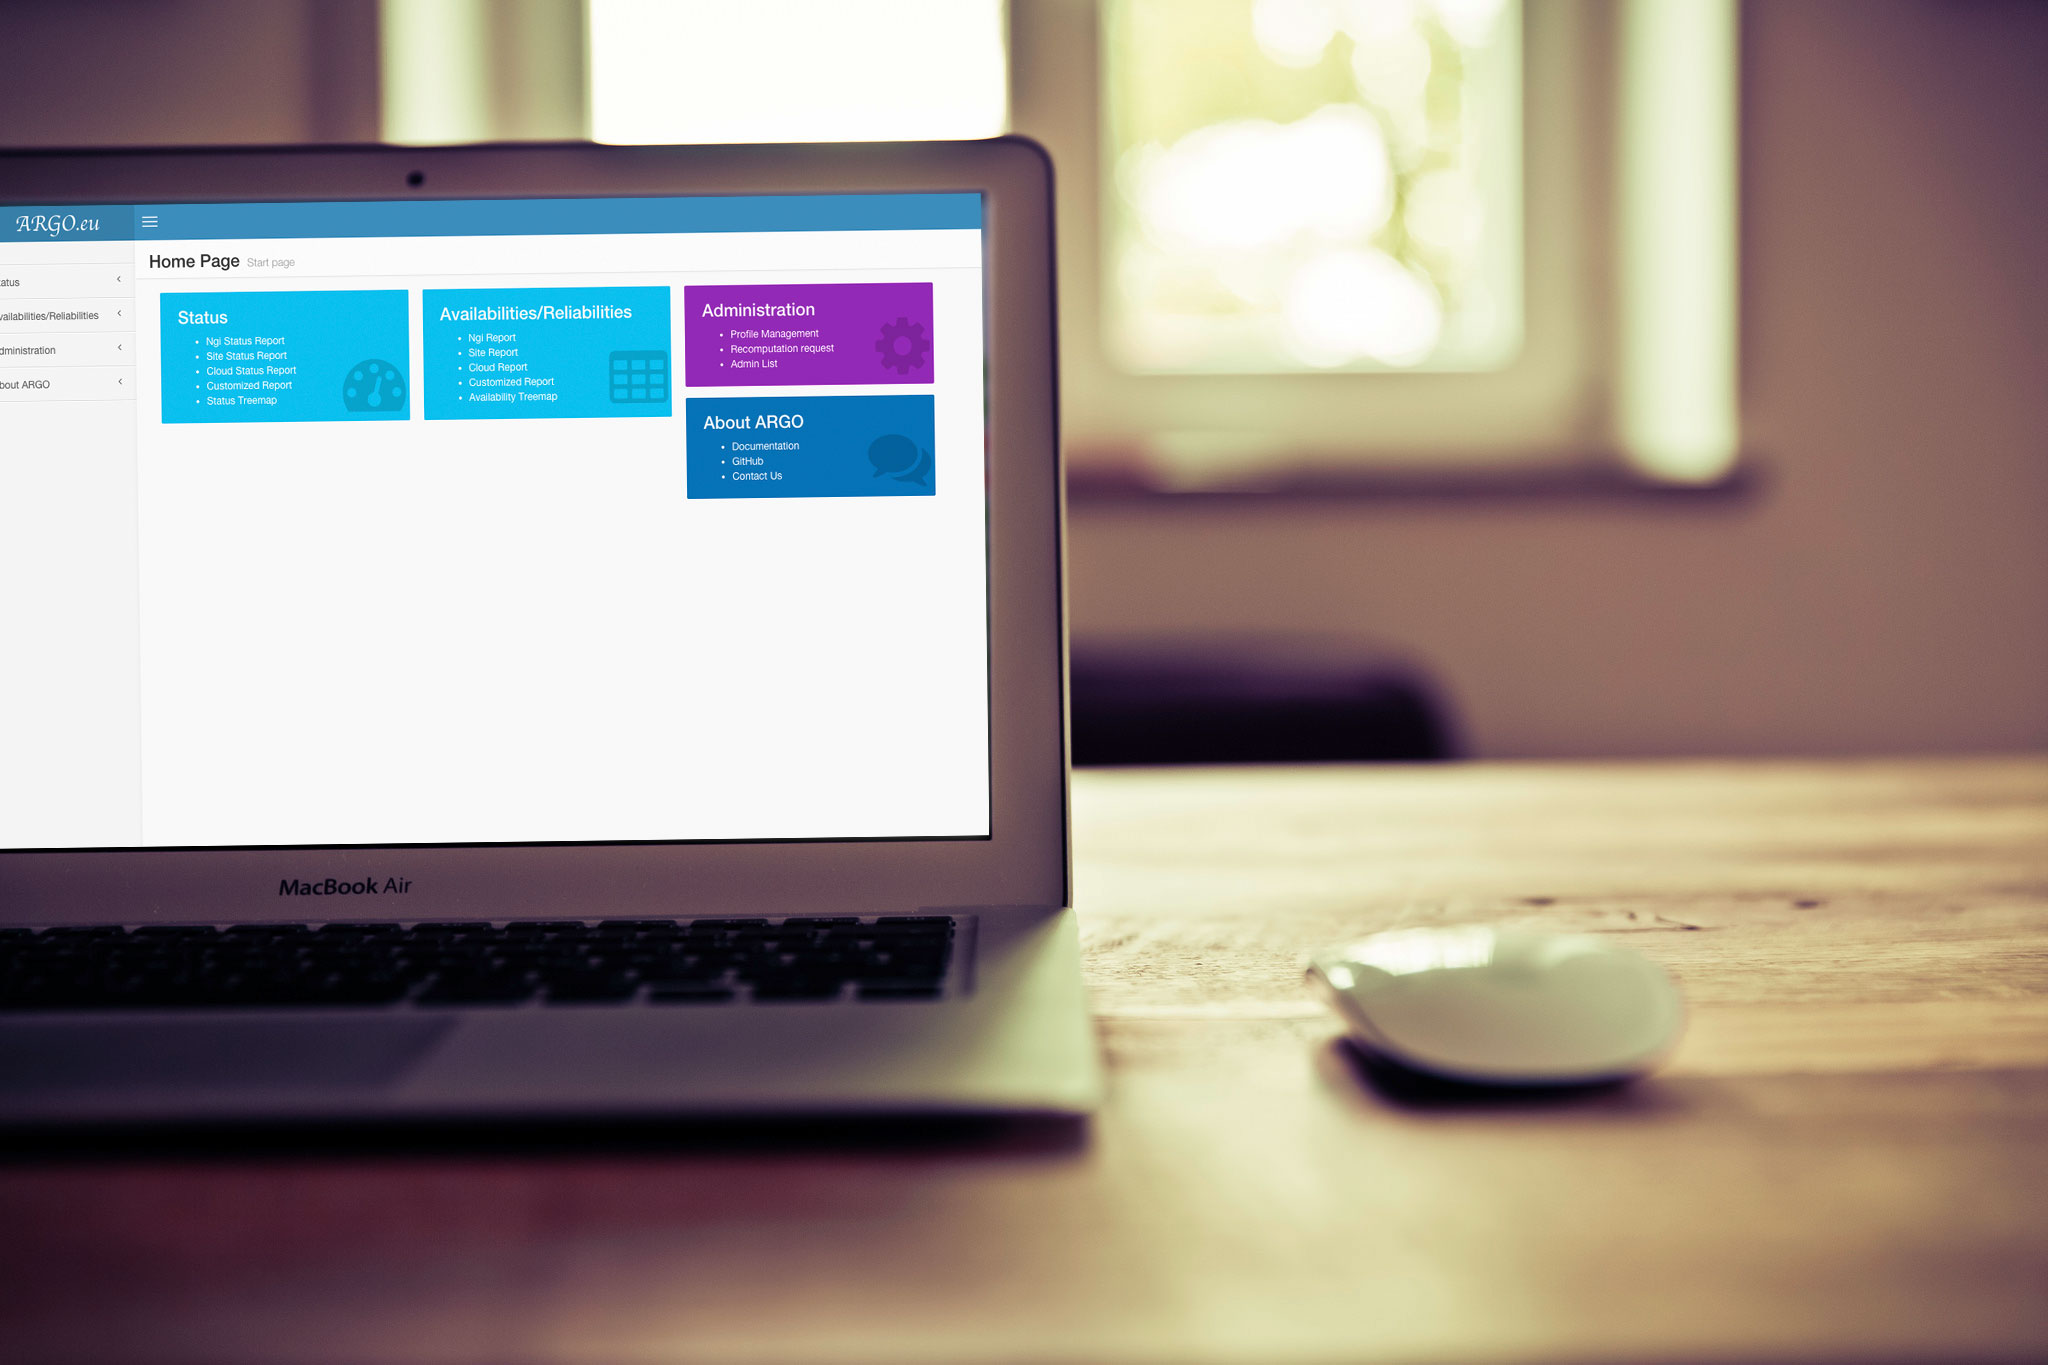 ARGO.eu
Home Page Start page
atus
vailabilities/Reliabilities
dministration
bout ARGO
Status
Ngi Status Report
Site Status Report
Cloud Status Report
Customized Report
Status Treemap
Availabilities/Reliabilities
Ngi Report
Site Report
Cloud Report
Customized Report
Availability Treemap
Administration
Profile Management
Recomputation request
Admin List
About ARGO
Documentation
GitHub
Contact Us
MacBook Air